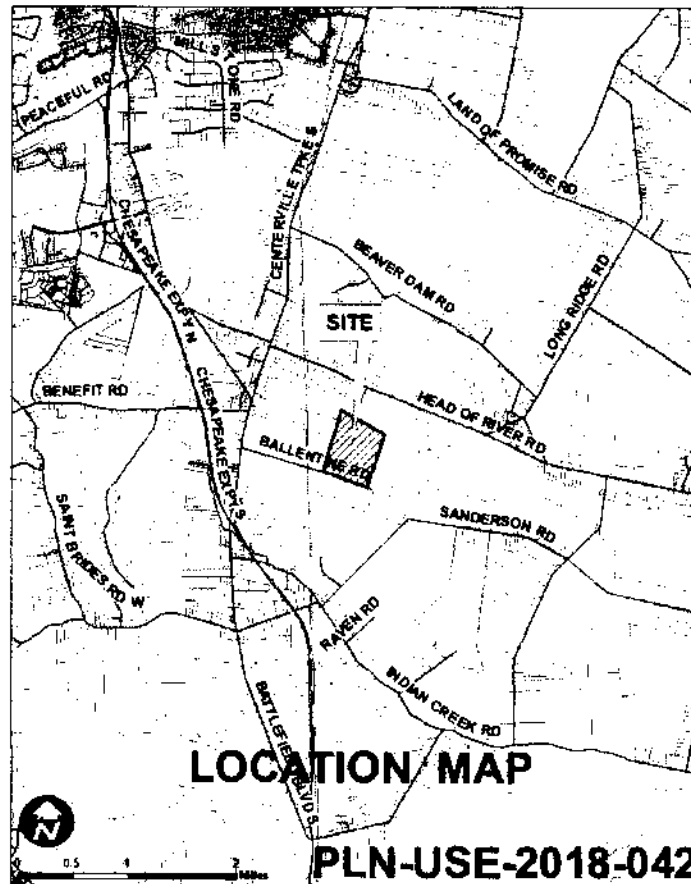 MILL S
TONE RD
PEACEFUL RD
LAND OF PROMISE RD
CENTERVILLE TPKE S
CHESAPEAKE EXPY N
BEAVER DAM RD
LONG RIDGE RD
SITE
CHESAPEAKE EXPY S
BENEFIT RD
HEAD OF RIVER RD
BALLENTINE RD
SAINT BRIDES RD W
SANDERSON RD
RAVEN RD
INDIAN CREEK RD
BATTLEFIELD BLVD S
LOCATION MAP
N
0 0.5 1 2
Miles
PLN-USE-2018-042